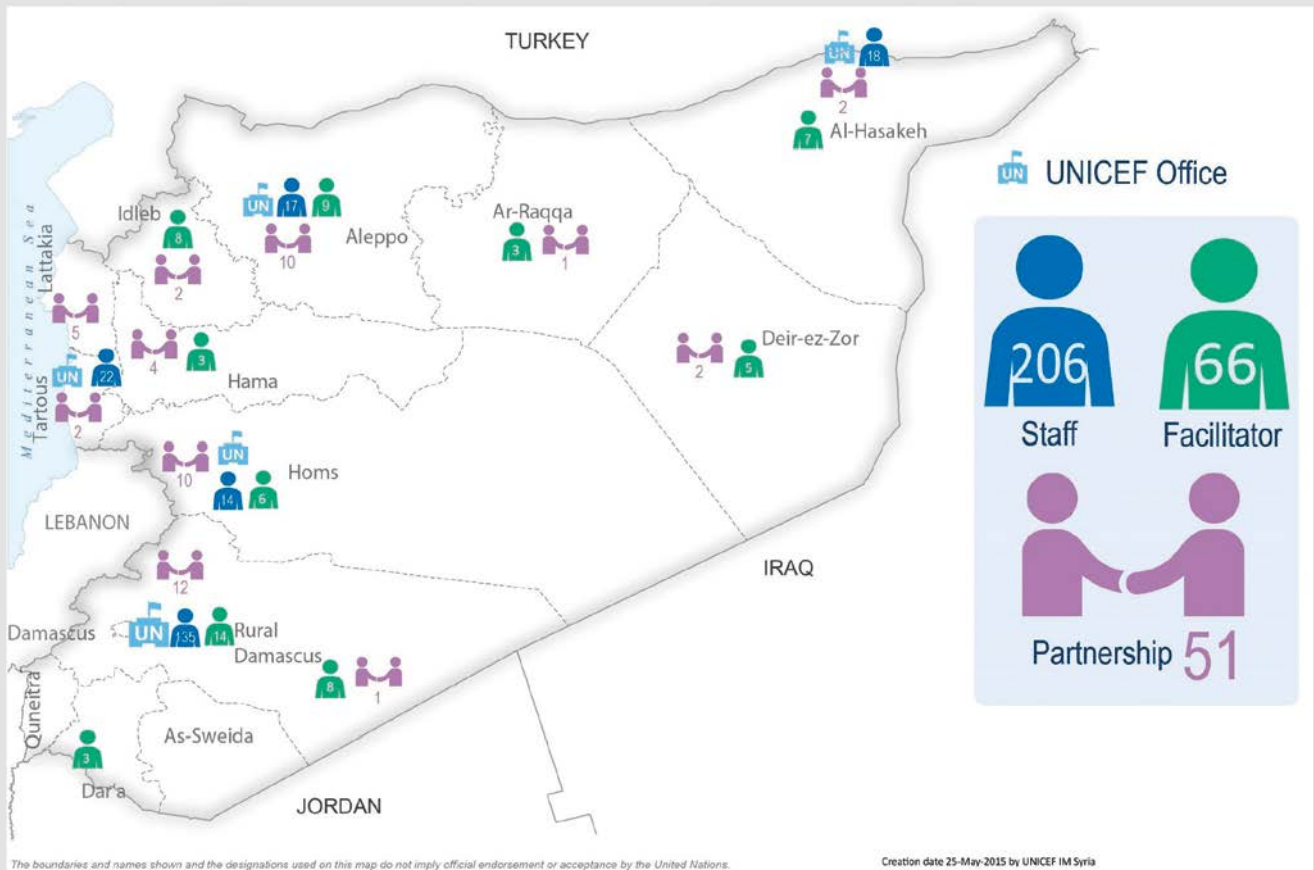 TURKEY
UN
18
2
7
Al-Hasakeh
UN
UNICEF Office
Idleb
8
2
UN
17
9
10
Aleppo
Ar-Raqqa
3
1
Mediterranean Sea
Lattakia
5
4
3
Hama
2
5
Deir-ez-Zor
UN
22
Tartous
2
206
Staff
66
Facilitator
10
UN
14
6
Homs
LEBANON
IRAQ
12
Damascus
UN
135
14
Rural
Damascus
8
1
Partnership 51
Quneitra
As-Sweida
3
Dar'a
JORDAN
The boundaries and names shown and the designations used on this map do not imply official endorsement or acceptance by the United Nations.
Creation date 25-May-2015 by UNICEF IM Syria